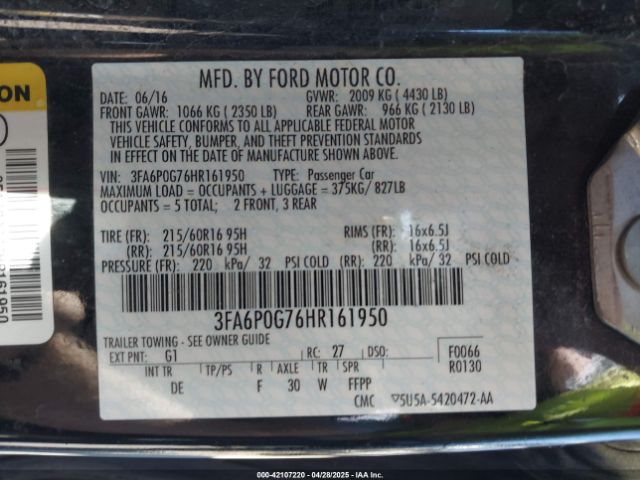 MFD. BY FORD MOTOR CO.
DATE: 06/16 GVWR: 2009 KG ( 4430 LB)
FRONT GAWR: 1066 KG ( 2350 LB) REAR GAWR: 966 KG ( 2130 LB)
THIS VEHICLE CONFORMS TO ALL APPLICABLE FEDERAL MOTOR
VEHICLE SAFETY, BUMPER, AND THEFT PREVENTION STANDARDS
IN EFFECT ON THE DATE OF MANUFACTURE SHOWN ABOVE.
VIN: 3FA6P0G76HR161950 TYPE: Passenger Car
MAXIMUM LOAD = OCCUPANTS + LUGGAGE = 375KG/ 827LB
OCCUPANTS = 5 TOTAL: 2 FRONT, 3 REAR
TIRE (FR): 215/60R16 95H RIMS (FR): 16x6.5J
(RR): 215/60R16 95H (RR): 16x6.5J
PRESSURE (FR): 220 kPa/ 32 PSI COLD (RR): 220 kPa/ 32 PSI COLD
3FA6P0G76HR161950
TRAILER TOWING - SEE OWNER GUIDE
EXT PNT: G1 RC: 27 DSO: F0066
R0130
INT TR TP/PS R AXLE TR SPR
DE F 30 W FFPP
CMC 5U5A-5420472-AA
ON
61950
000-42107220 - 04/28/2025 - IAAI.COM